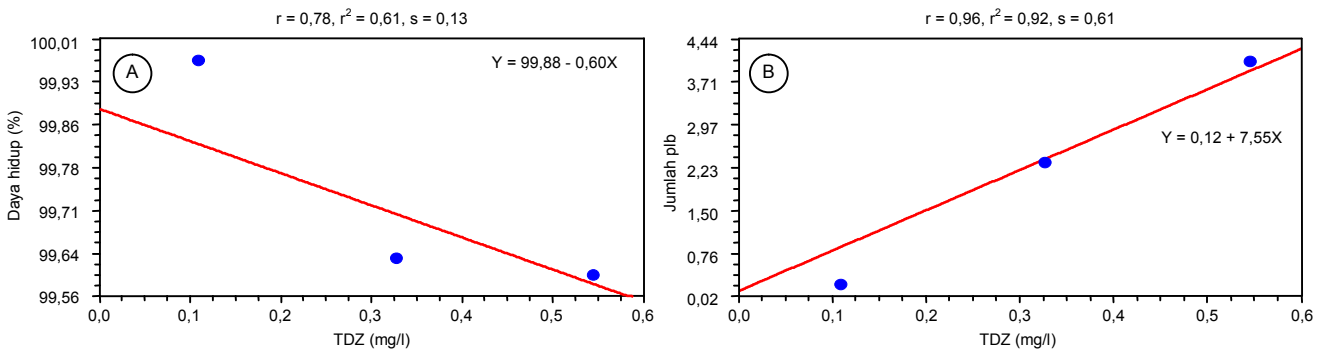 r = 0,78, r² = 0,61, s = 0,13
A
Y = 99,88 - 0,60X
Daya hidup (%)
100,01
99,93
99,86
99,78
99,71
99,64
99,56
0,0 0,1 0,2 0,3 0,4 0,5 0,6
TDZ (mg/l)
r = 0,96, r² = 0,92, s = 0,61
B
Y = 0,12 + 7,55X
Jumlah plb
4,44
3,71
2,97
2,23
1,50
0,76
0,02
0,0 0,1 0,2 0,3 0,4 0,5 0,6
TDZ (mg/l)